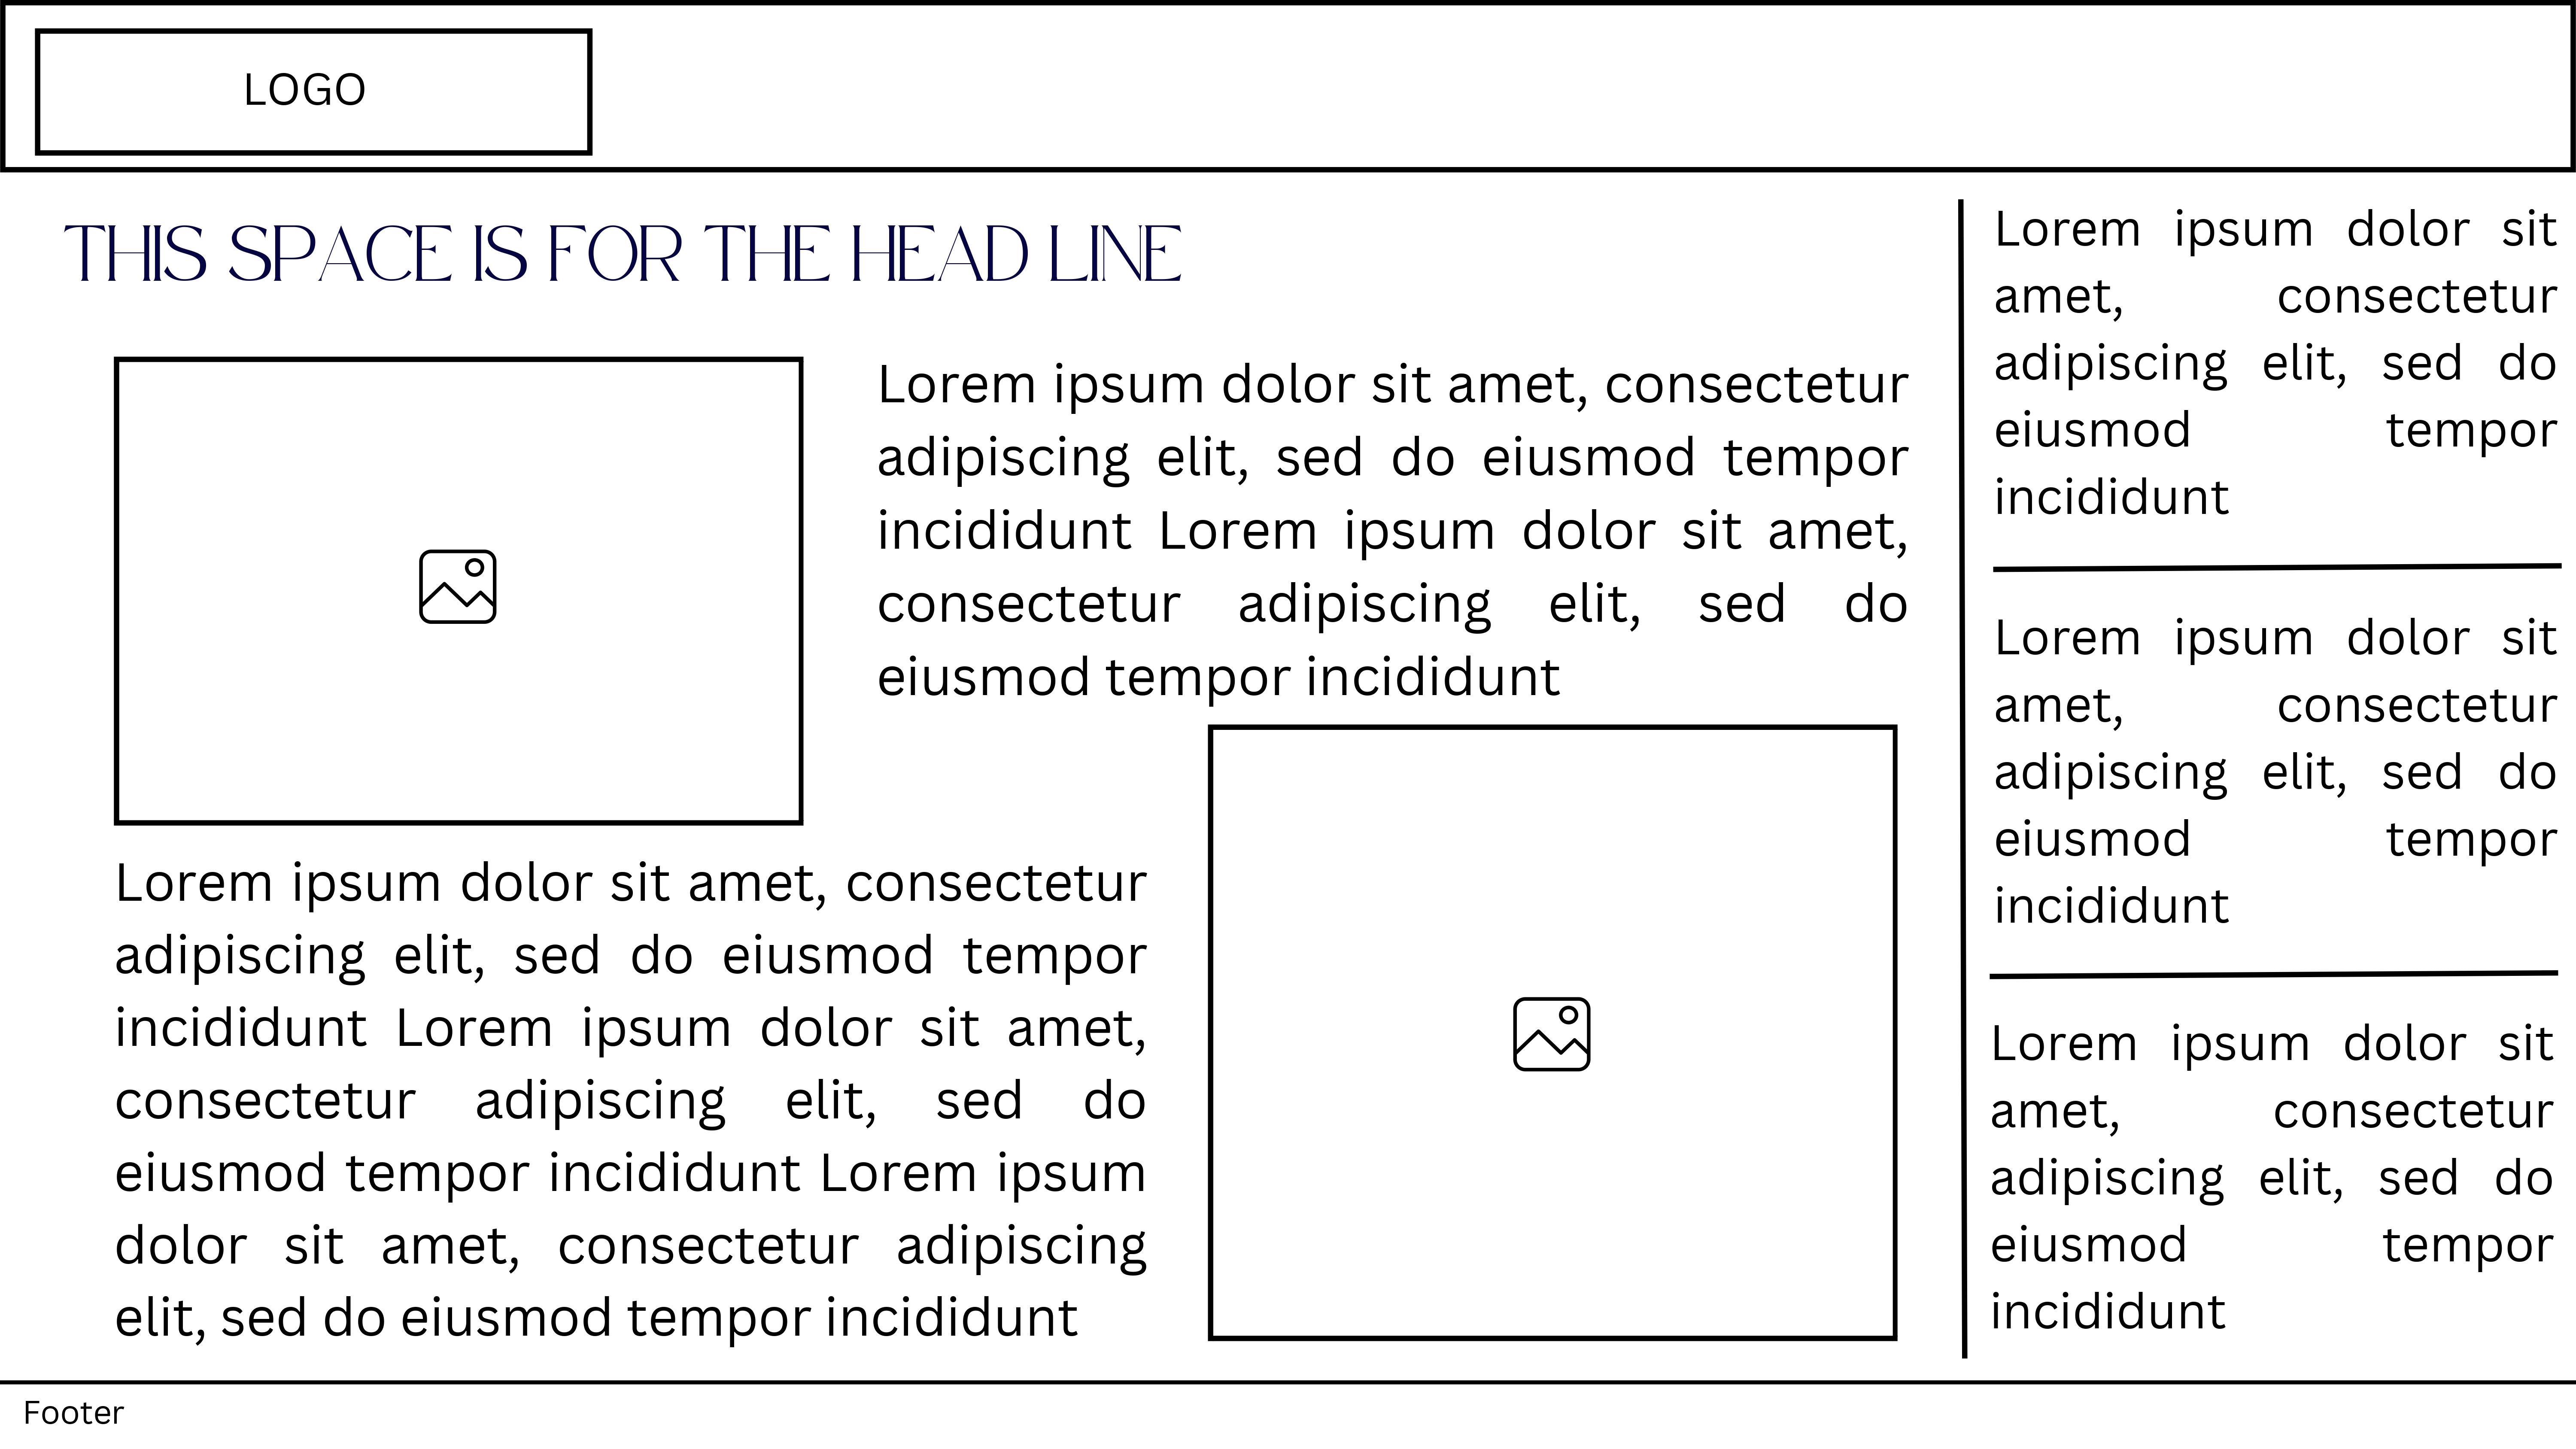 LOGO
THIS SPACE IS FOR THE HEAD LINE
Lorem ipsum dolor sit amet, consectetur
adipiscing elit, sed do eiusmod tempor
incididunt Lorem ipsum dolor sit amet,
consectetur adipiscing elit, sed do
eiusmod tempor incididunt
Lorem ipsum dolor sit amet, consectetur
adipiscing elit, sed do eiusmod tempor
incididunt Lorem ipsum dolor sit amet,
consectetur adipiscing elit, sed do
eiusmod tempor incididunt Lorem ipsum
dolor sit amet, consectetur adipiscing
elit, sed do eiusmod tempor incididunt
Lorem ipsum dolor sit
amet, consectetur
adipiscing elit, sed do
eiusmod tempor
incididunt
Lorem ipsum dolor sit
amet, consectetur
adipiscing elit, sed do
eiusmod tempor
incididunt
Lorem ipsum dolor sit
amet, consectetur
adipiscing elit, sed do
eiusmod tempor
incididunt
Footer